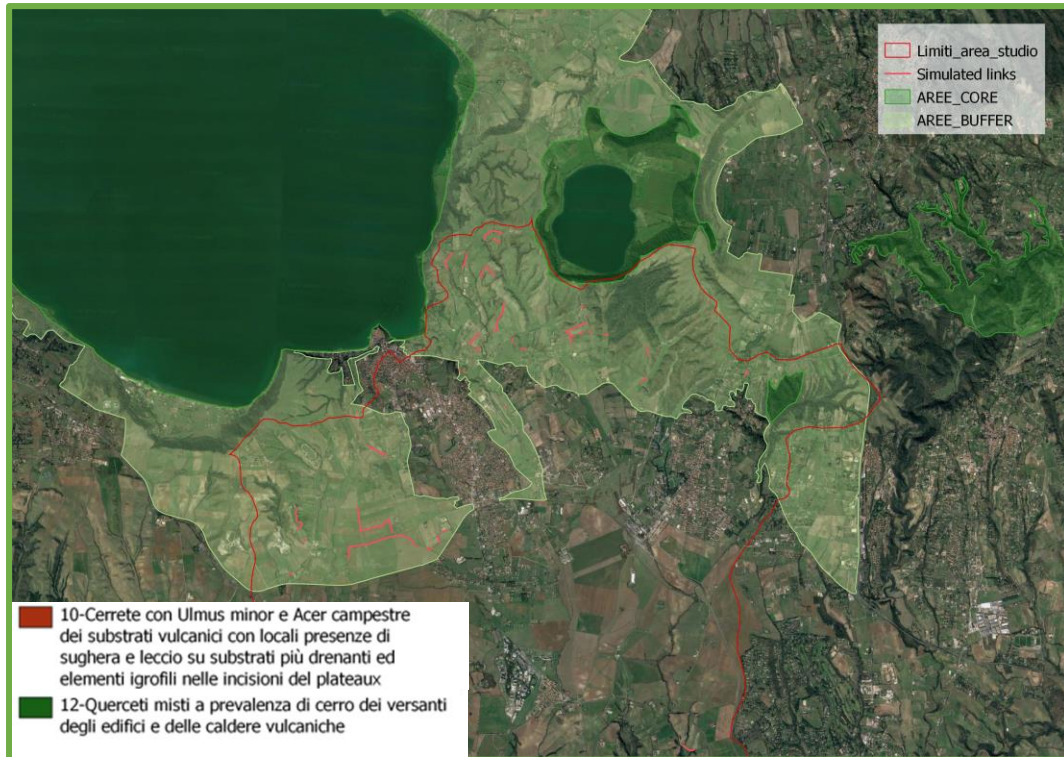 Limiti_area_studio
Simulated links
AREE_CORE
AREE_BUFFER
10-Cerrete con Ulmus minor e Acer campestre
dei substrati vulcanici con locali presenze di
sughera e leccio su substrati più drenanti ed
elementi igrofili nelle incisioni del plateaux
12-Querceti misti a prevalenza di cerro dei versanti
degli edifici e delle caldere vulcaniche